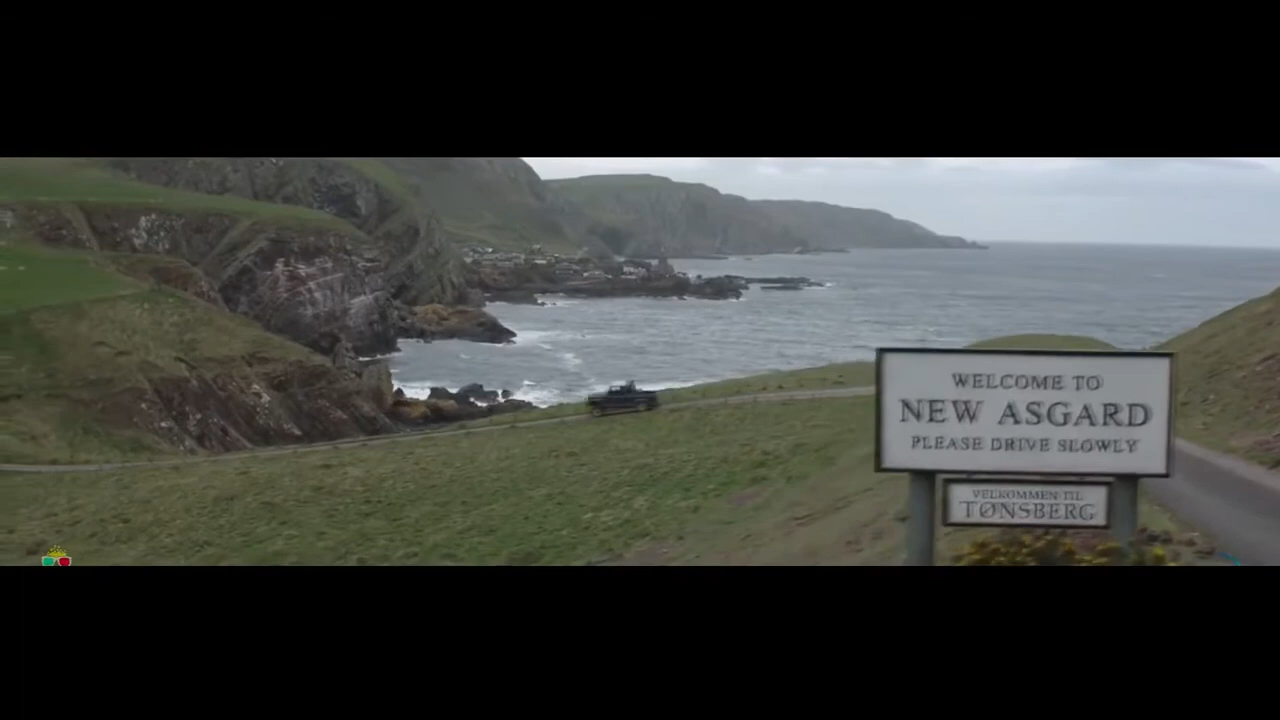 WELCOME TO
NEW ASGARD
PLEASE DRIVE SLOWLY
VELKOMMEN TIL
TØNSBERG